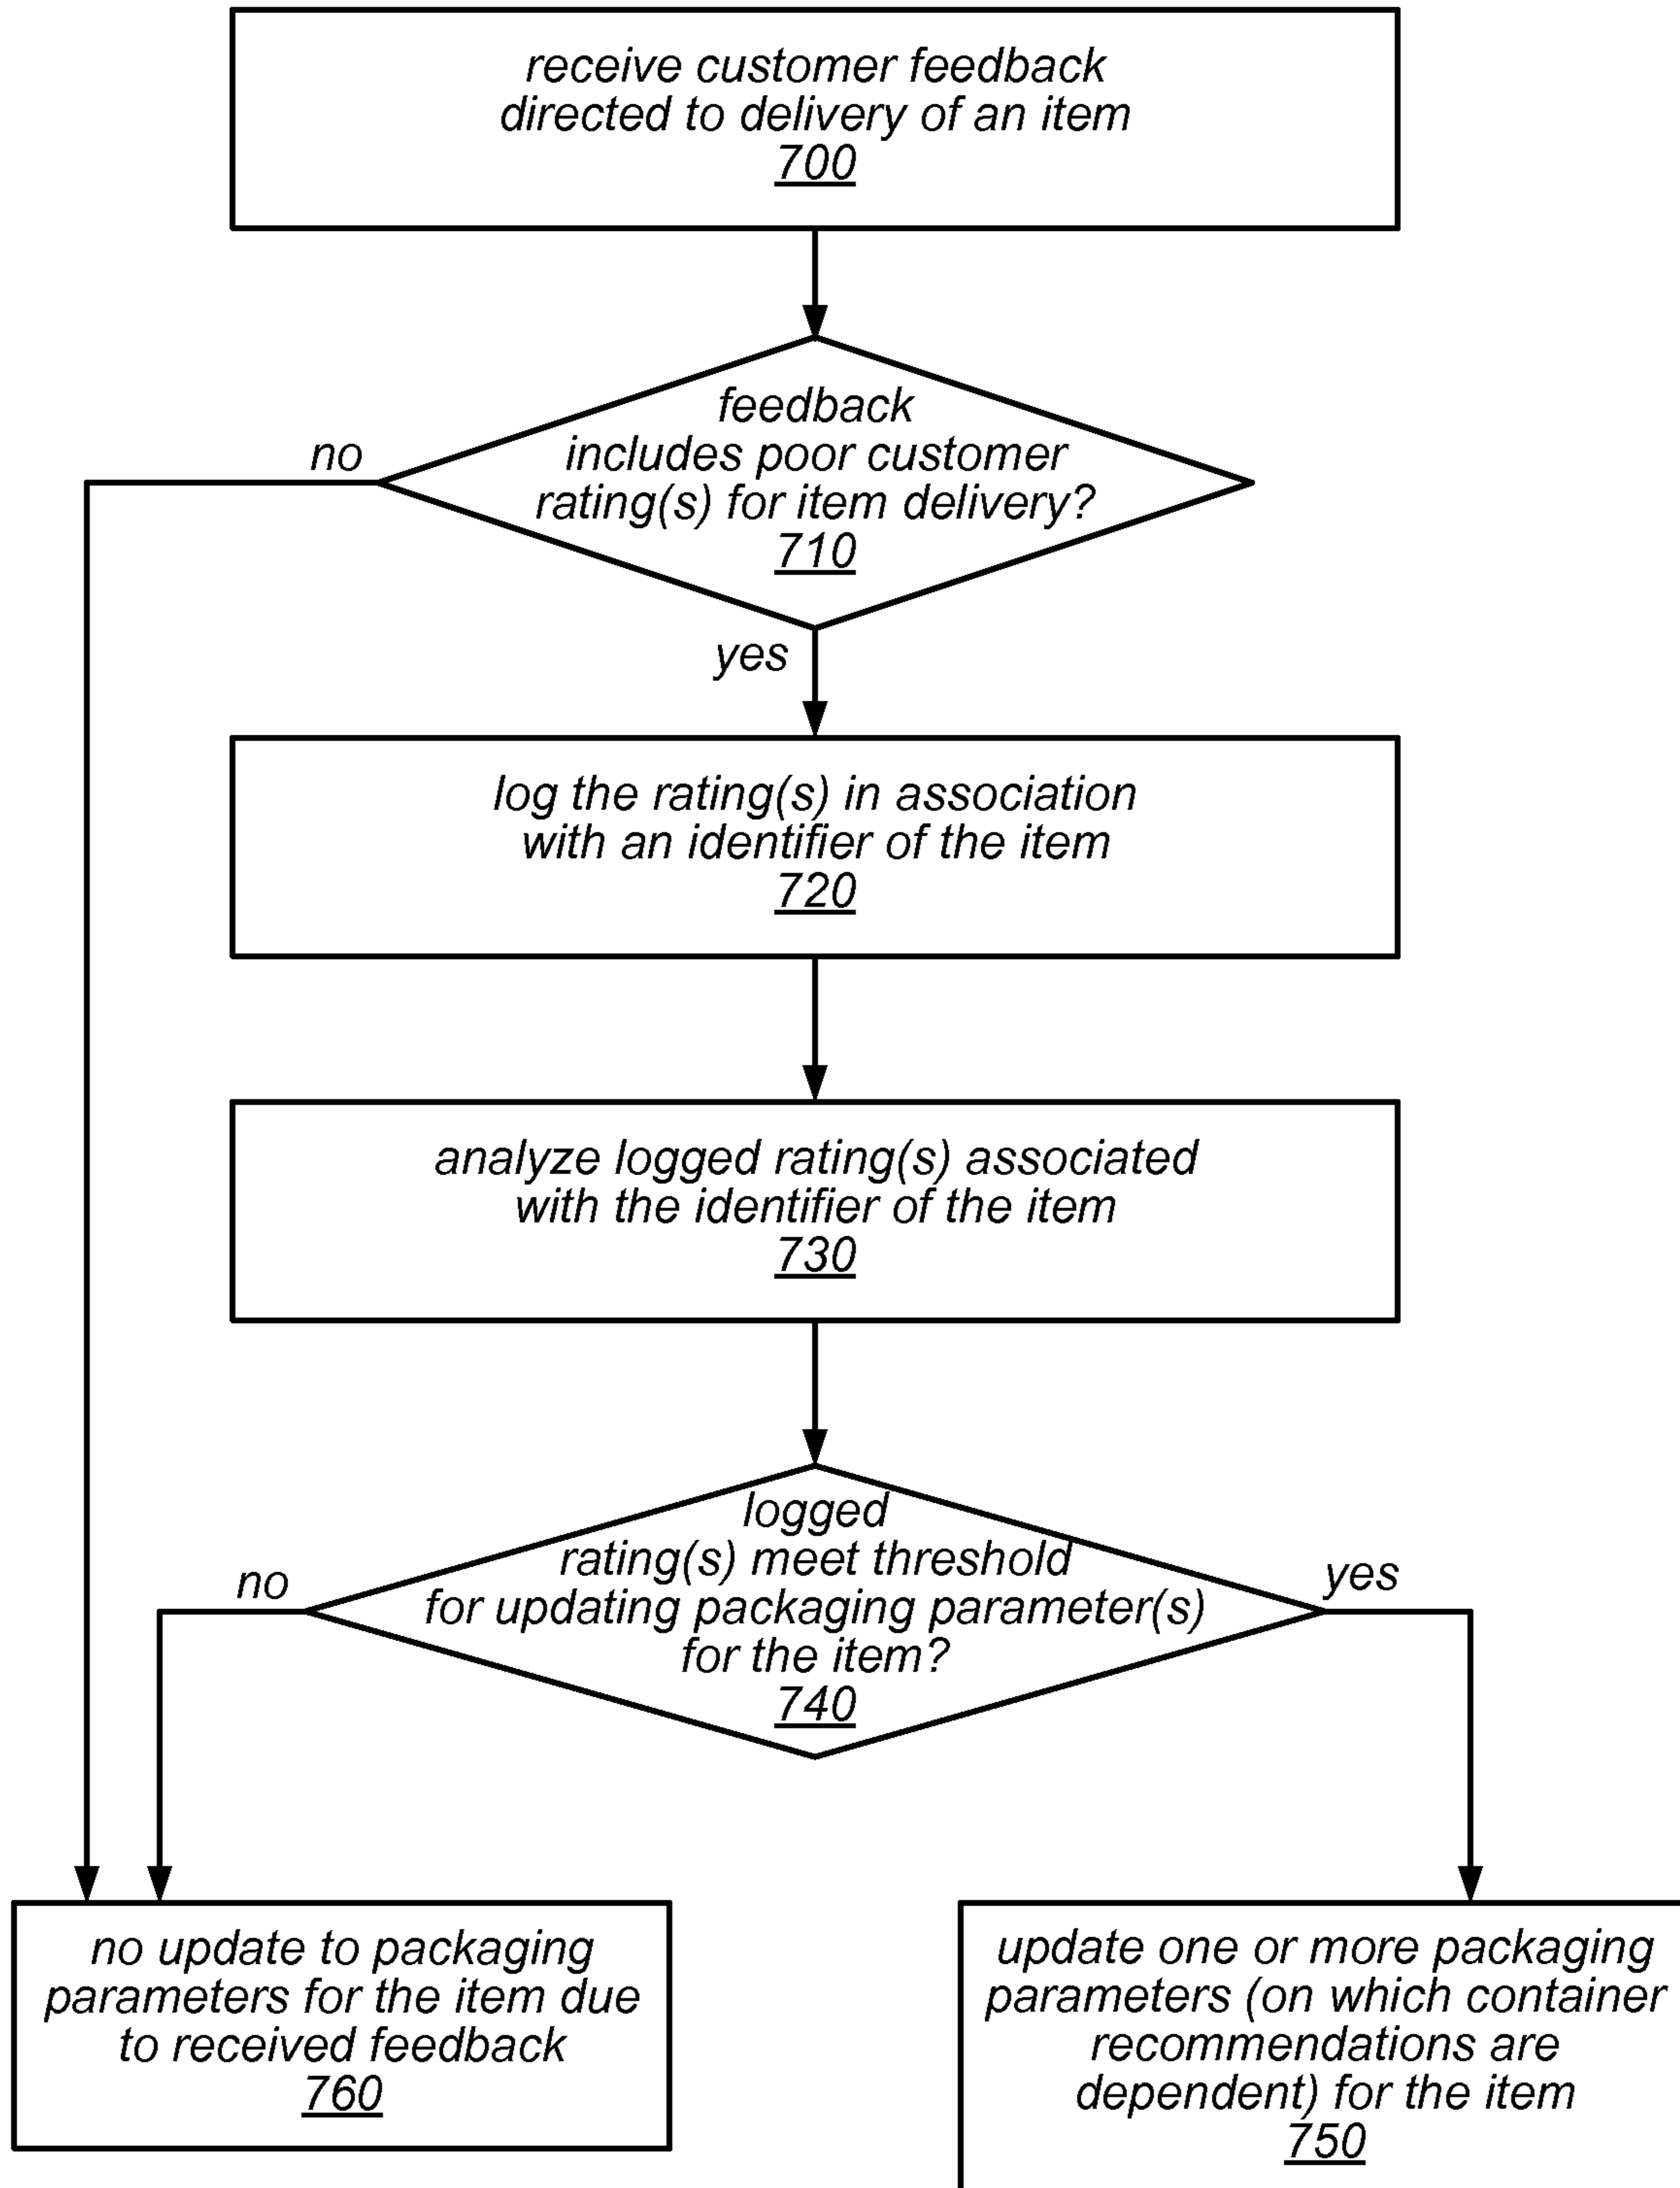 receive customer feedback
directed to delivery of an item
700
feedback
includes poor customer
rating(s) for item delivery?
710
no
yes
log the rating(s) in association
with an identifier of the item
720
analyze logged rating(s) associated
with the identifier of the item
730
logged
rating(s) meet threshold
for updating packaging parameter(s)
for the item?
740
no
yes
no update to packaging
parameters for the item due
to received feedback
760
update one or more packaging
parameters (on which container
recommendations are
dependent) for the item
750